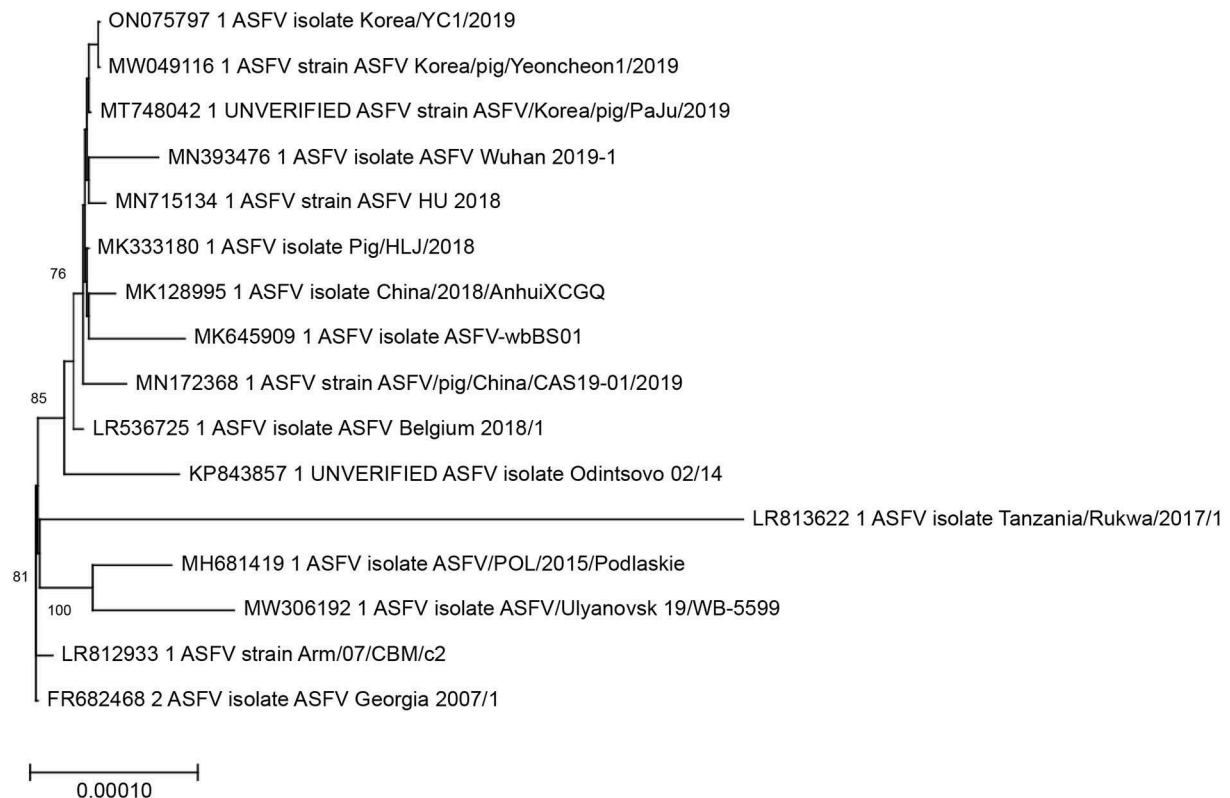 ON075797 1 ASFV isolate Korea/YC1/2019
MW049116 1 ASFV strain ASFV Korea/pig/Yeoncheon1/2019
MT748042 1 UNVERIFIED ASFV strain ASFV/Korea/pig/PaJu/2019
MN393476 1 ASFV isolate ASFV Wuhan 2019-1
MN715134 1 ASFV strain ASFV HU 2018
MK333180 1 ASFV isolate Pig/HLJ/2018
76
MK128995 1 ASFV isolate China/2018/AnhuiXCGQ
MK645909 1 ASFV isolate ASFV-wbBS01
MN172368 1 ASFV strain ASFV/pig/China/CAS19-01/2019
85
LR536725 1 ASFV isolate ASFV Belgium 2018/1
KP843857 1 UNVERIFIED ASFV isolate Odintsovo 02/14
LR813622 1 ASFV isolate Tanzania/Rukwa/2017/1
MH681419 1 ASFV isolate ASFV/POL/2015/Podlaskie
81
100
MW306192 1 ASFV isolate ASFV/Ulyanovsk 19/WB-5599
LR812933 1 ASFV strain Arm/07/CBM/c2
FR682468 2 ASFV isolate ASFV Georgia 2007/1
0.00010